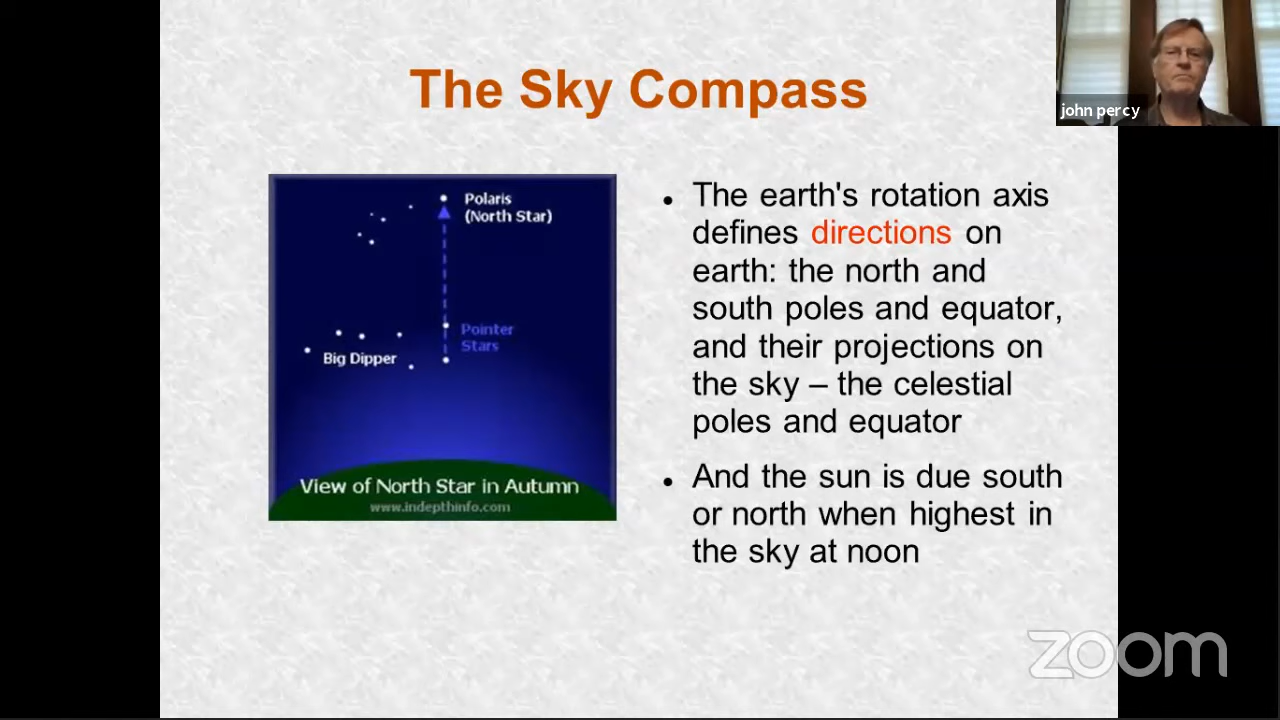 The Sky Compass
john percy
Polaris
(North Star)
Pointer
Stars
Big Dipper
View of North Star in Autumn
www.indepthinfo.com
• The earth's rotation axis
defines directions on
earth: the north and
south poles and equator,
and their projections on
the sky – the celestial
poles and equator
• And the sun is due south
or north when highest in
the sky at noon
zoom